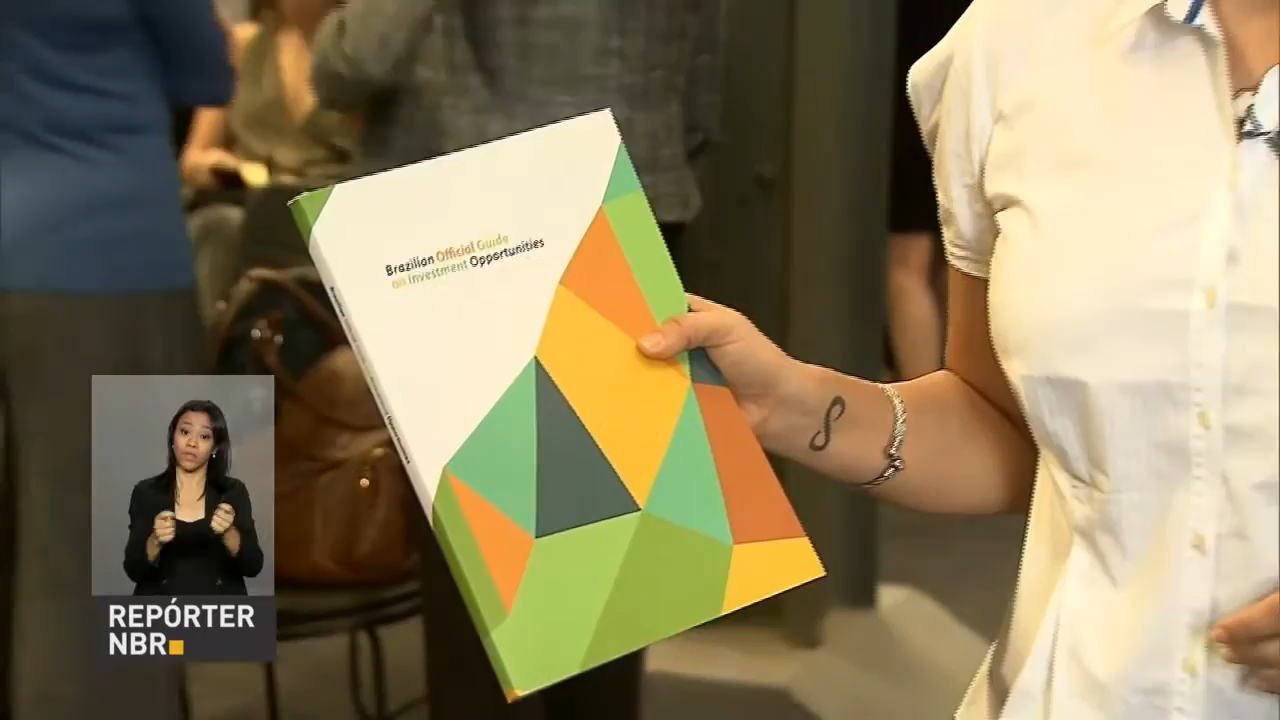 Brazilian Official Guide
on Investment Opportunities
REPÓRTER
NBR